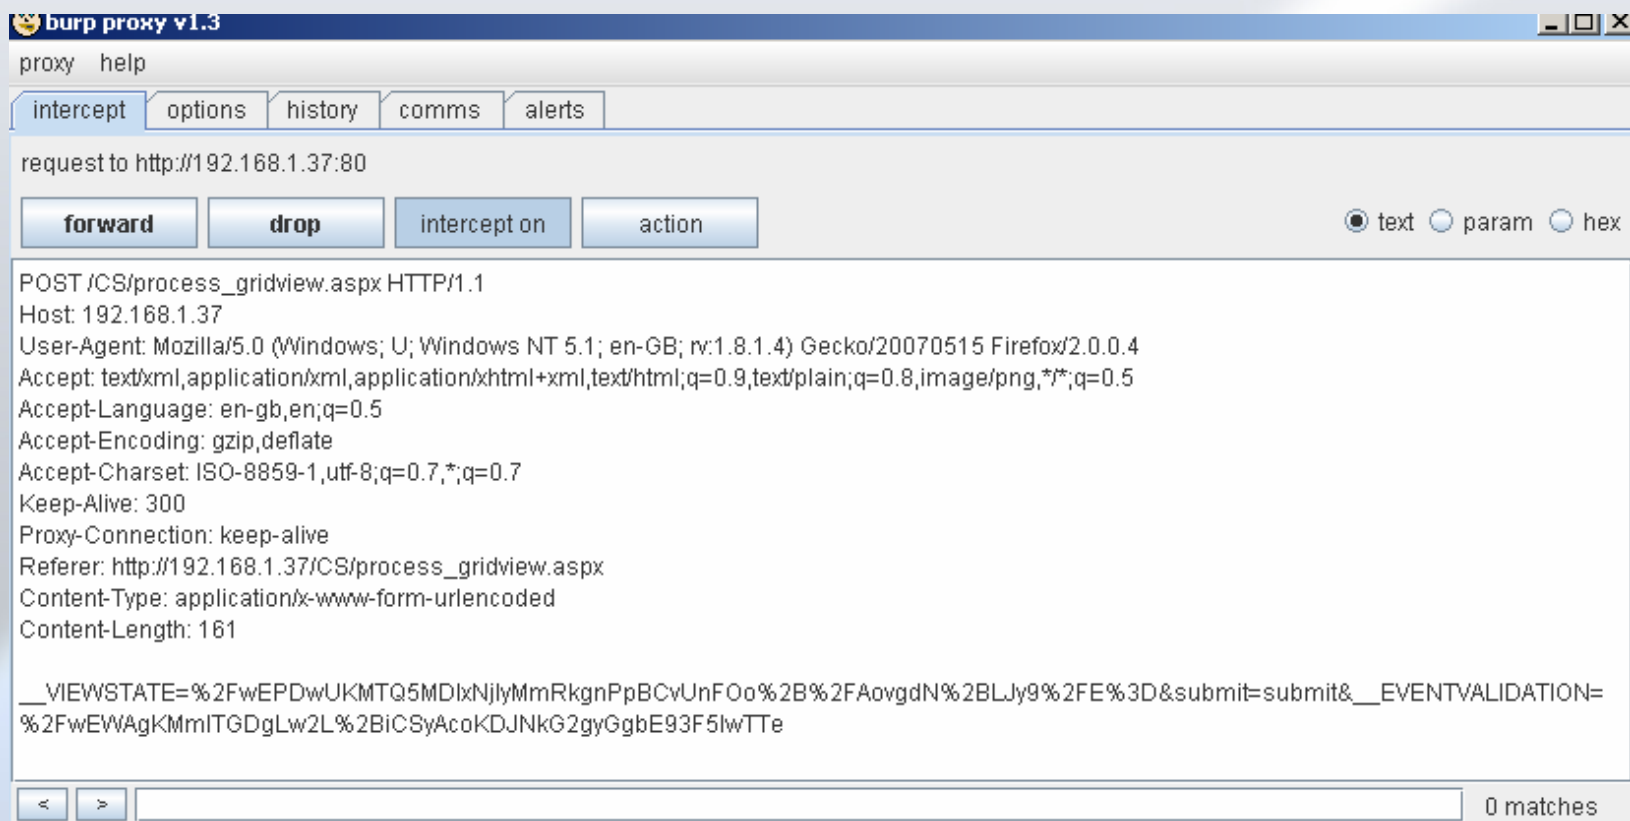 burp proxy v1.3
proxy help
intercept options history comms alerts
request to http://192.168.1.37:80
forward drop intercept on action text param hex
POST /CS/process_gridview.aspx HTTP/1.1
Host: 192.168.1.37
User-Agent: Mozilla/5.0 (Windows; U; Windows NT 5.1; en-GB; rv:1.8.1.4) Gecko/20070515 Firefox/2.0.0.4
Accept: text/xml,application/xml,application/xhtml+xml,text/html;q=0.9,text/plain;q=0.8,image/png,*/*;q=0.5
Accept-Language: en-gb,en;q=0.5
Accept-Encoding: gzip,deflate
Accept-Charset: ISO-8859-1,utf-8;q=0.7,*;q=0.7
Keep-Alive: 300
Proxy-Connection: keep-alive
Referer: http://192.168.1.37/CS/process_gridview.aspx
Content-Type: application/x-www-form-urlencoded
Content-Length: 161
__VIEWSTATE=%2FwEPDwUKMTQ5MDIxNjIyMmRkgnPpBCvUnFOo%2B%2FAovgdN%2BLJy9%2FE%3D&submit=submit&__EVENTVALIDATION=
%2FwEWAgKMmITGDgLw2L%2BiCSyAcoKDJNkG2gyGgbE93F5IwTTe
< > 0 matches